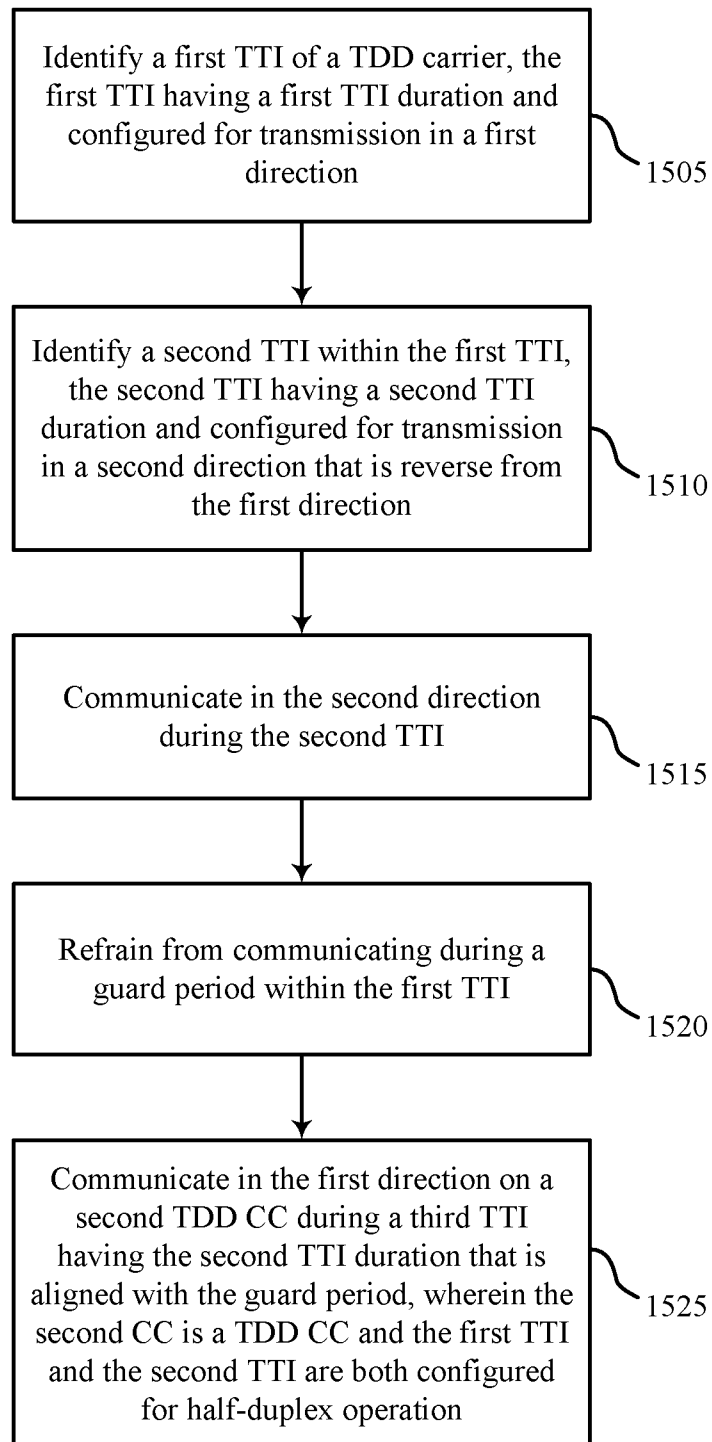 Identify a first TTI of a TDD carrier, the
first TTI having a first TTI duration and
configured for transmission in a first
direction
1505
Identify a second TTI within the first TTI,
the second TTI having a second TTI
duration and configured for transmission
in a second direction that is reverse from
the first direction
1510
Communicate in the second direction
during the second TTI
1515
Refrain from communicating during a
guard period within the first TTI
1520
Communicate in the first direction on a
second TDD CC during a third TTI
having the second TTI duration that is
aligned with the guard period, wherein the
second CC is a TDD CC and the first TTI
and the second TTI are both configured
for half-duplex operation
1525